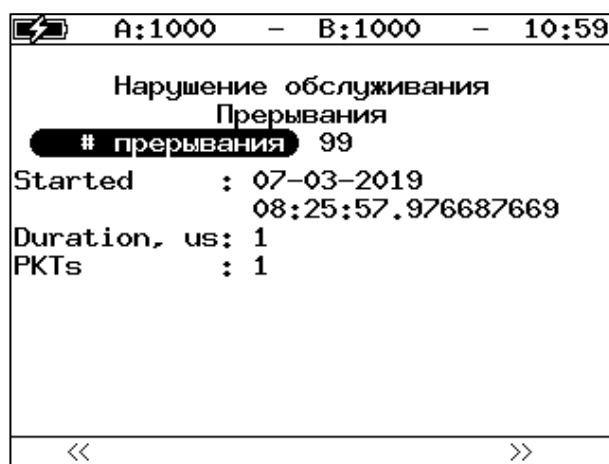 A:1000 – B:1000 – 10:59
Нарушение обслуживания
Прерывания
# прерывания 99
Started : 07-03-2019
08:25:57.976687669
Duration, us: 1
PKTs : 1
<< >>